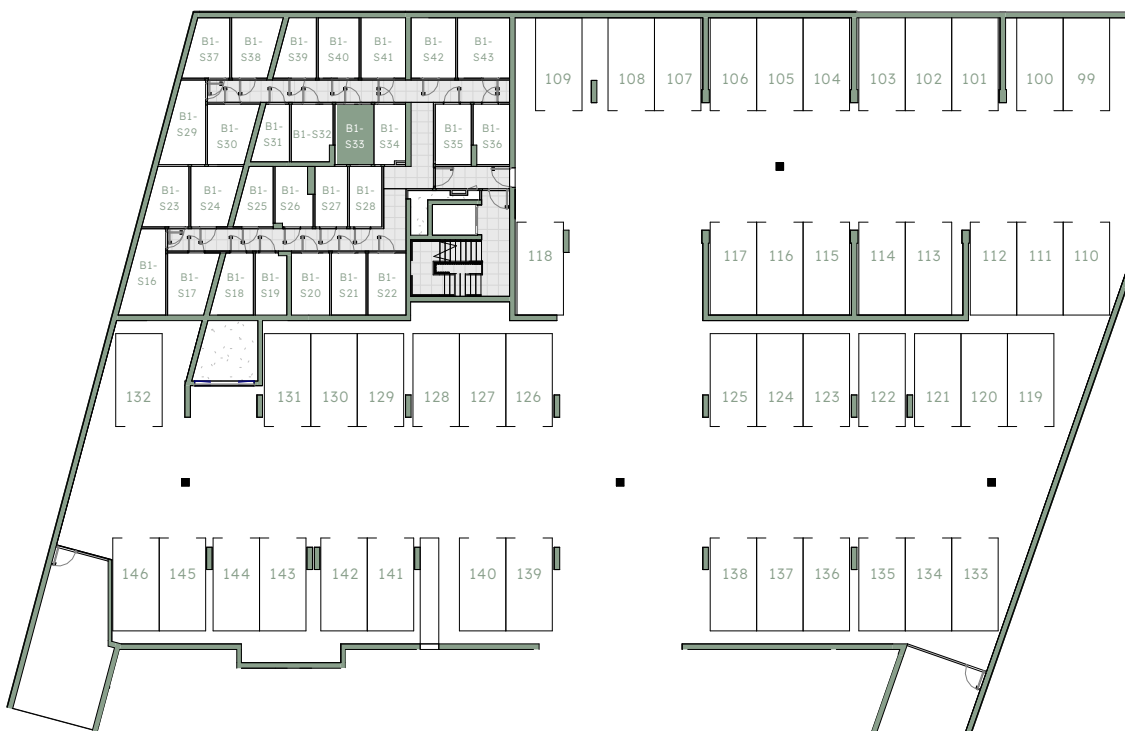 B1-
S37
B1-
S38
B1-
S39
B1-
S40
B1-
S41
B1-
S42
B1-
S43
109
108
107
106
105
104
103
102
101
100
99
B1-
S29
B1-
S30
B1-
S31
B1-S32
B1-
S33
B1-
S34
B1-
S35
B1-
S36
B1-
S23
B1-
S24
B1-
S25
B1-
S26
B1-
S27
B1-
S28
B1-
S16
B1-
S17
B1-
S18
B1-
S19
B1-
S20
B1-
S21
B1-
S22
118
117
116
115
114
113
112
111
110
132
131
130
129
128
127
126
125
124
123
122
121
120
119
146
145
144
143
142
141
140
139
138
137
136
135
134
133